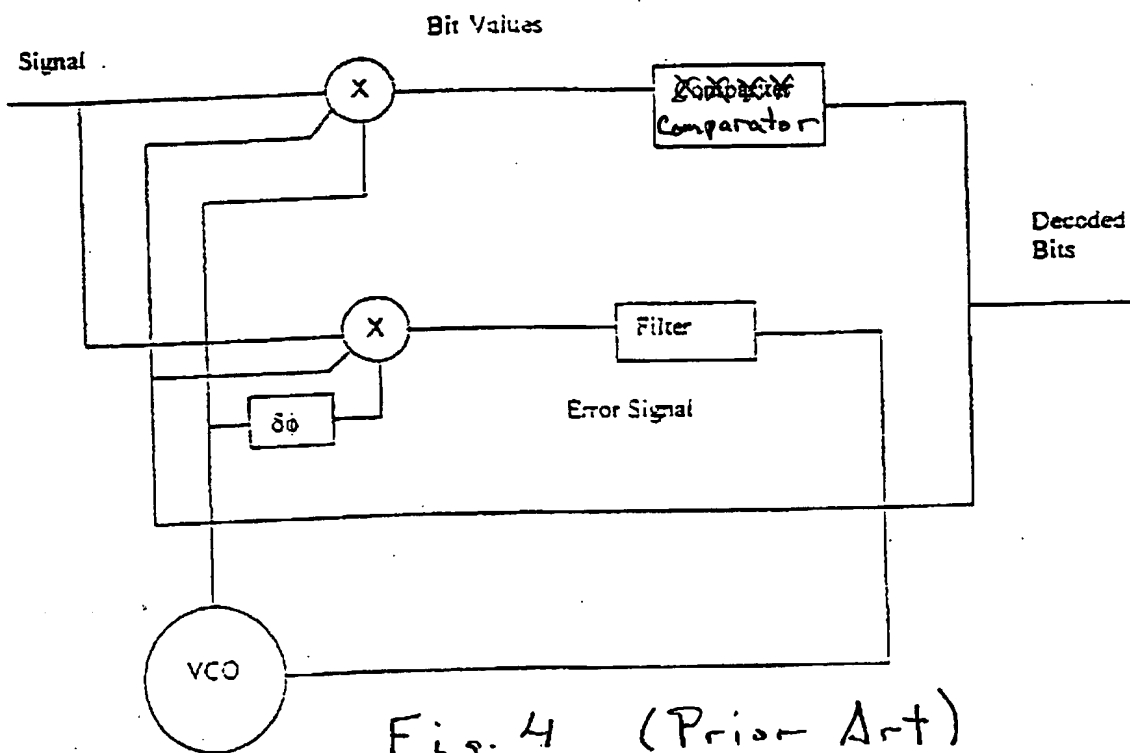 Bit Values
Signal
X
Comparator
Decoded
Bits
X
Filter
δϕ
Error Signal
VCO
Fig. 4 (Prior Art)